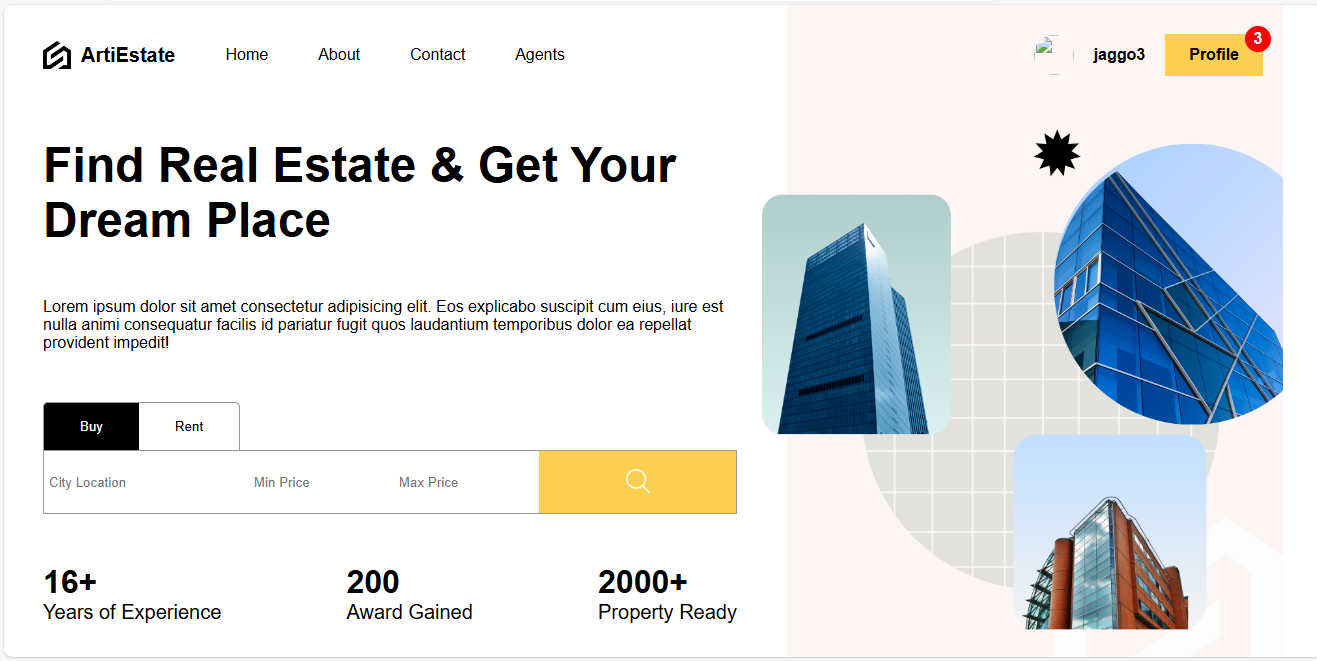 ArtiEstate
Home
About
Contact
Agents
jaggo3
Profile
3
Find Real Estate & Get Your
Dream Place
Lorem ipsum dolor sit amet consectetur adipisicing elit. Eos explicabo suscipit cum eius, iure est
nulla animi consequatur facilis id pariatur fugit quos laudantium temporibus dolor ea repellat
provident impedit!
Buy
Rent
City Location
Min Price
Max Price
16+
Years of Experience
200
Award Gained
2000+
Property Ready